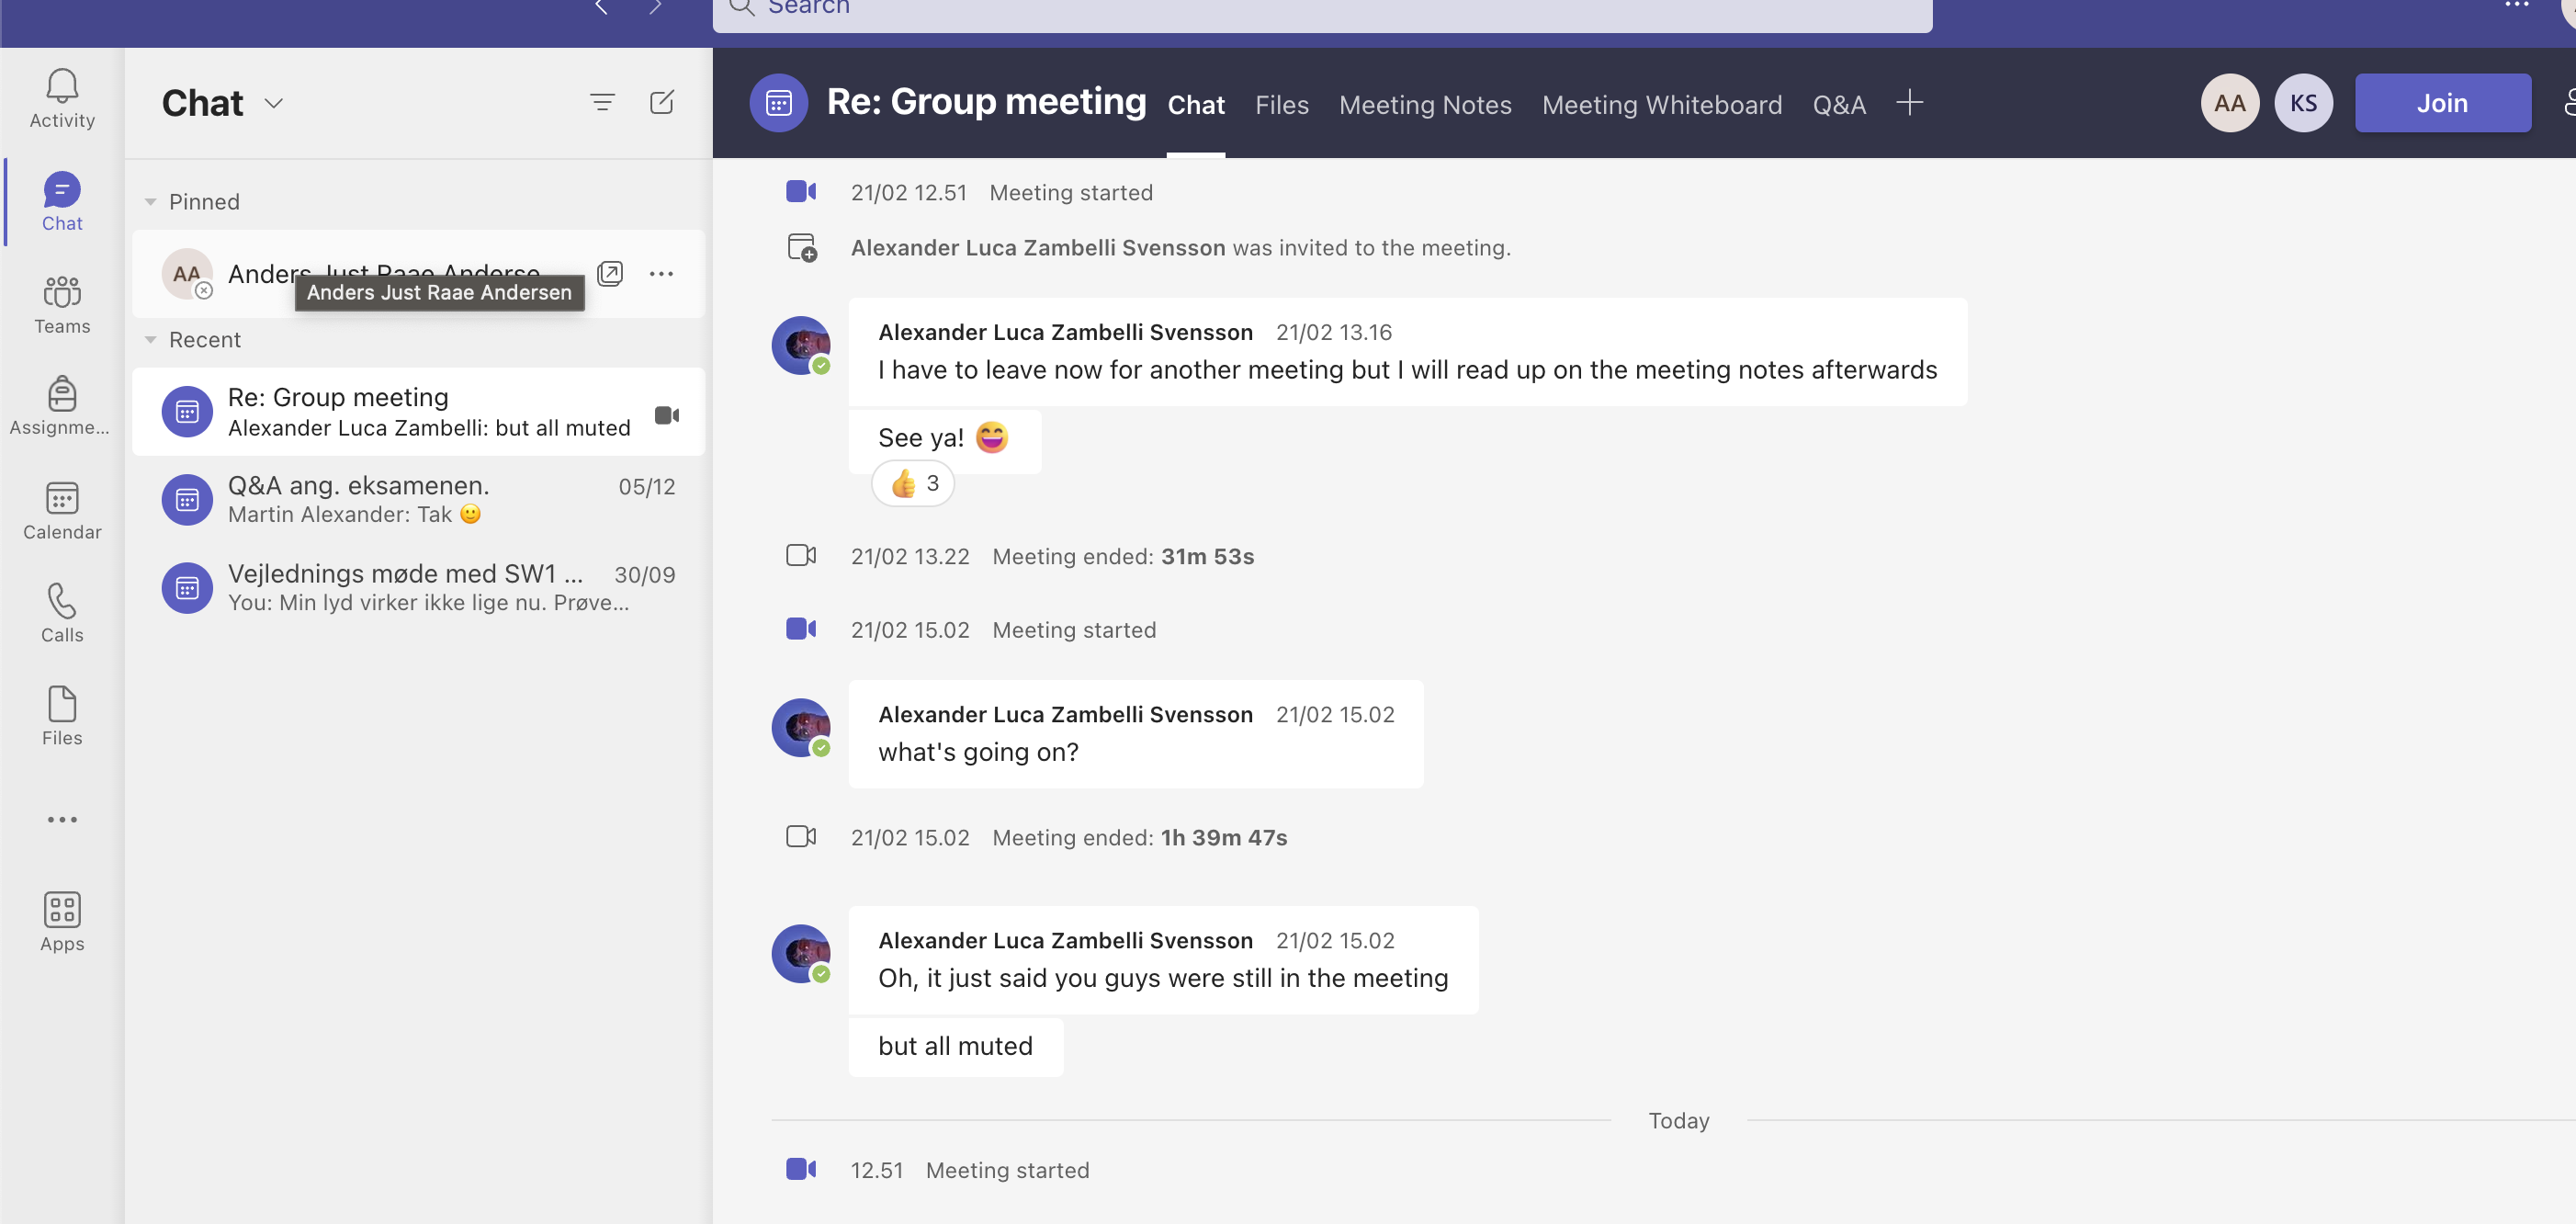 Search
Activity
Chat
Teams
Assignme...
Calendar
Calls
Files
Apps
Chat
Pinned
AA
Anders Just Raae Anderse...
Anders Just Raae Andersen
Recent
Re: Group meeting
Alexander Luca Zambelli: but all muted
Q&A ang. eksamenen. 05/12
Martin Alexander: Tak 🙂
Vejlednings møde med SW1 ... 30/09
You: Min lyd virker ikke lige nu. Prøve...
Re: Group meeting Chat Files Meeting Notes Meeting Whiteboard Q&A
AA KS Join
21/02 12.51 Meeting started
Alexander Luca Zambelli Svensson was invited to the meeting.
Alexander Luca Zambelli Svensson 21/02 13.16
I have to leave now for another meeting but I will read up on the meeting notes afterwards
See ya! 😄
👍 3
21/02 13.22 Meeting ended: 31m 53s
21/02 15.02 Meeting started
Alexander Luca Zambelli Svensson 21/02 15.02
what's going on?
21/02 15.02 Meeting ended: 1h 39m 47s
Alexander Luca Zambelli Svensson 21/02 15.02
Oh, it just said you guys were still in the meeting
but all muted
Today
12.51 Meeting started